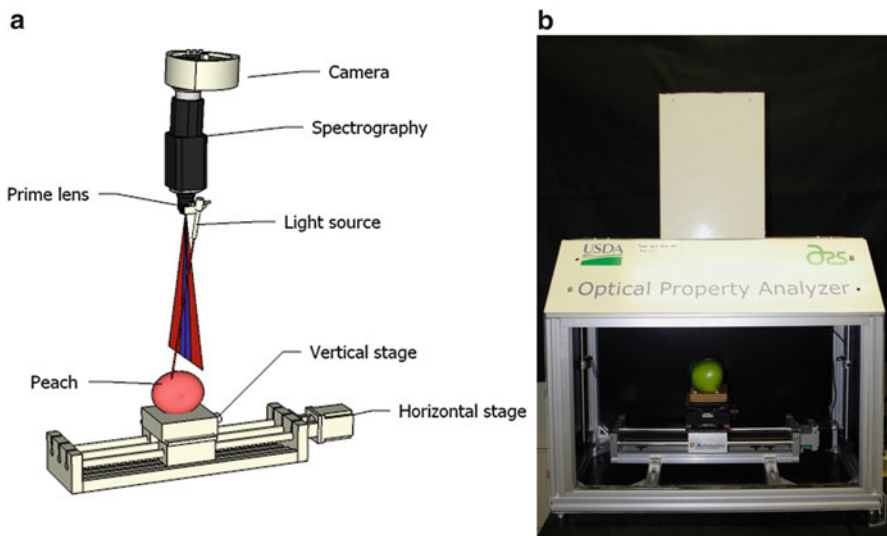 a
b
Camera
Spectrography
Prime lens
Light source
Vertical stage
Peach
Horizontal stage
USDA
ars
Optical Property Analyzer